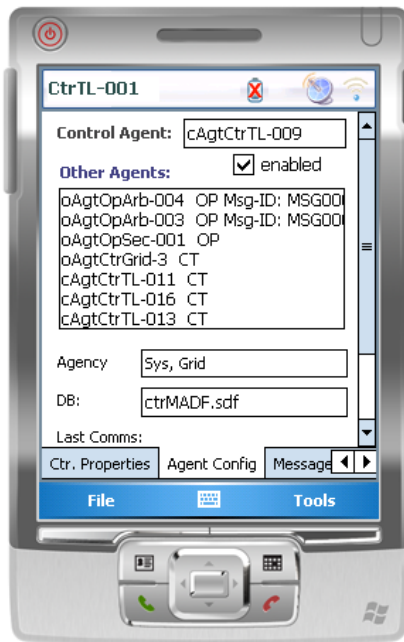 CtrTL-001
Control Agent: cAgtCtrTL-009
Other Agents: enabled
oAgtOpArb-004 OP Msg-ID: MSG00
oAgtOpArb-003 OP Msg-ID: MSG00
oAgtOpSec-001 OP
oAgtCtrGrid-3 CT
cAgtCtrTL-011 CT
cAgtCtrTL-016 CT
cAgtCtrTL-013 CT
Agency Sys, Grid
DB: ctrMADF.sdf
Last Comms:
Ctr. Properties Agent Config Message
File Tools